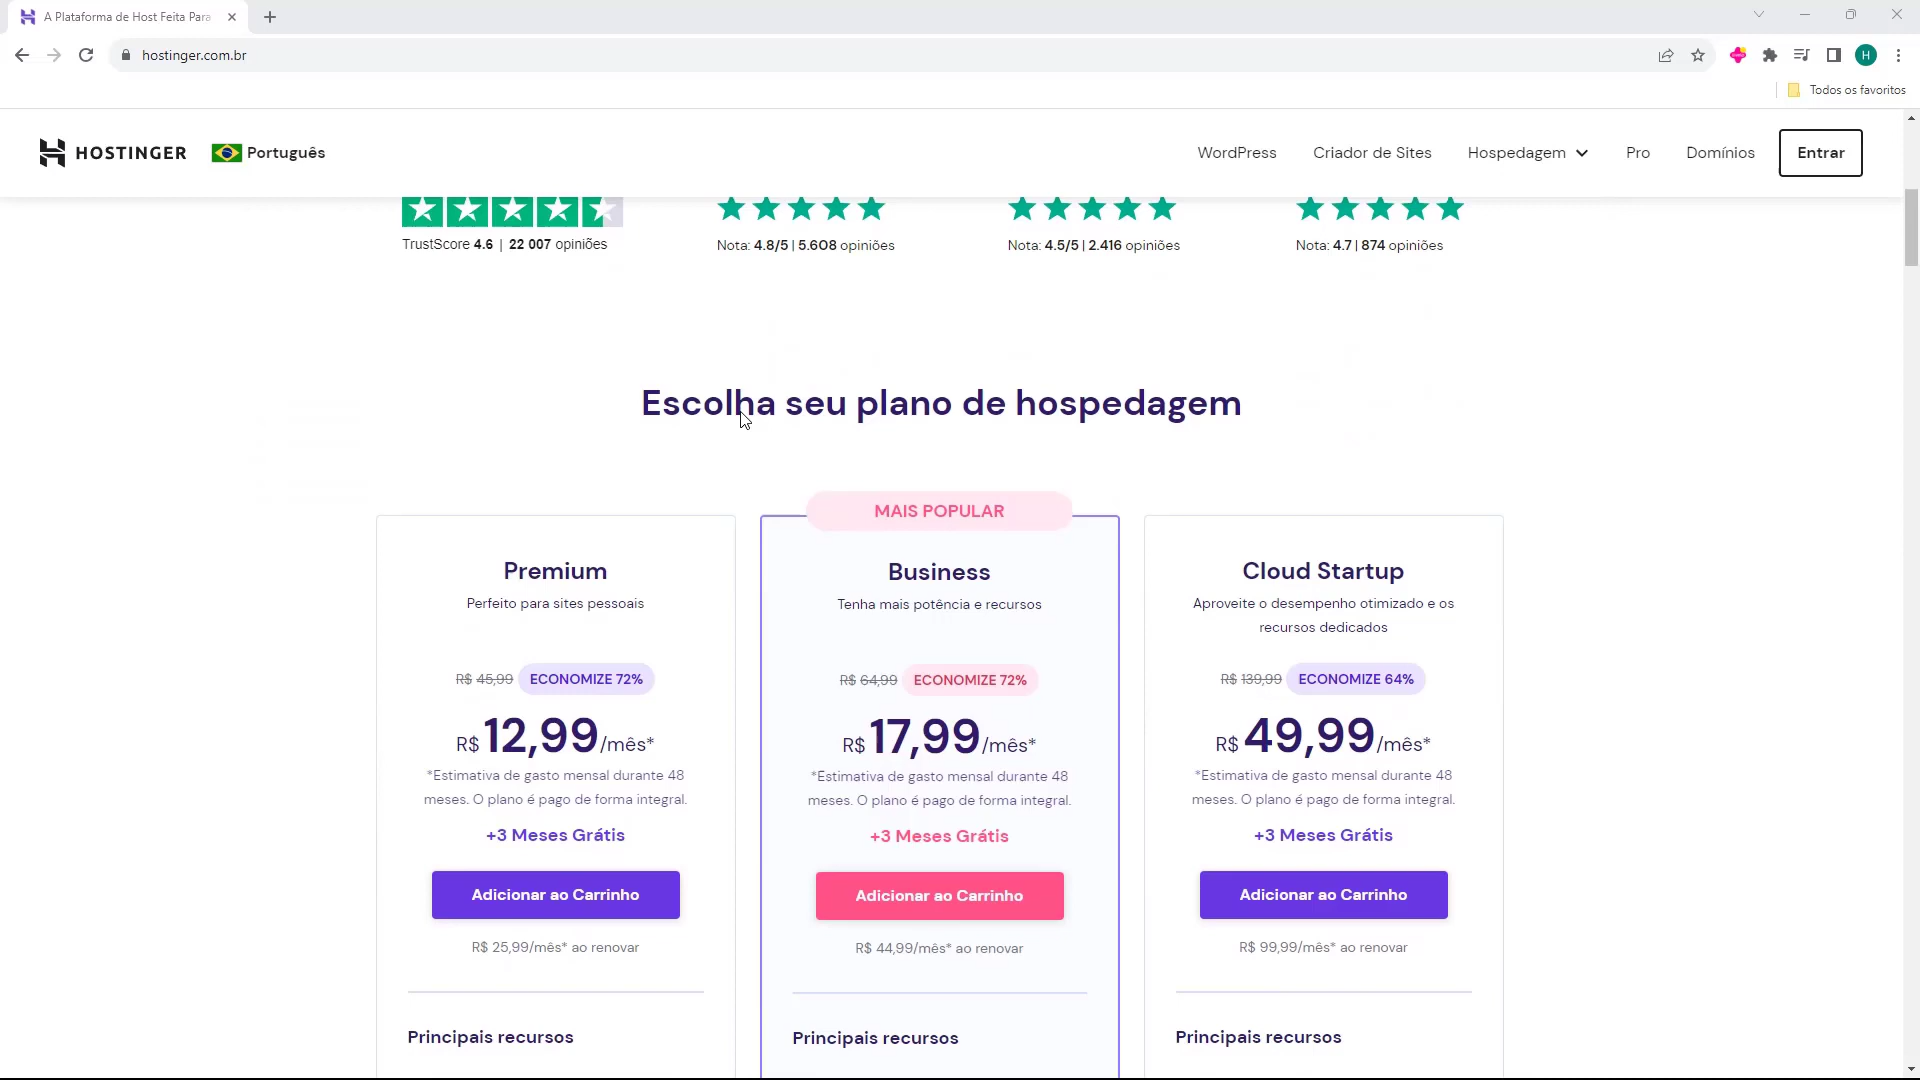 A Plataforma de Host Feita Para
hostinger.com.br
H
Todos os favoritos
HOSTINGER
Português
WordPress
Criador de Sites
Hospedagem
Pro
Domínios
Entrar
TrustScore 4.6 | 22 007 opiniões
Nota: 4.8/5 | 5.608 opiniões
Nota: 4.5/5 | 2.416 opiniões
Nota: 4.7 | 874 opiniões
Escolha seu plano de hospedagem
MAIS POPULAR
Premium
Perfeito para sites pessoais
R$ 45,99 ECONOMIZE 72%
R$ 12,99/mês*
*Estimativa de gasto mensal durante 48
meses. O plano é pago de forma integral.
+3 Meses Grátis
Adicionar ao Carrinho
R$ 25,99/mês* ao renovar
Principais recursos
Business
Tenha mais potência e recursos
R$ 64,99 ECONOMIZE 72%
R$ 17,99/mês*
*Estimativa de gasto mensal durante 48
meses. O plano é pago de forma integral.
+3 Meses Grátis
Adicionar ao Carrinho
R$ 44,99/mês* ao renovar
Principais recursos
Cloud Startup
Aproveite o desempenho otimizado e os
recursos dedicados
R$ 139,99 ECONOMIZE 64%
R$ 49,99/mês*
*Estimativa de gasto mensal durante 48
meses. O plano é pago de forma integral.
+3 Meses Grátis
Adicionar ao Carrinho
R$ 99,99/mês* ao renovar
Principais recursos